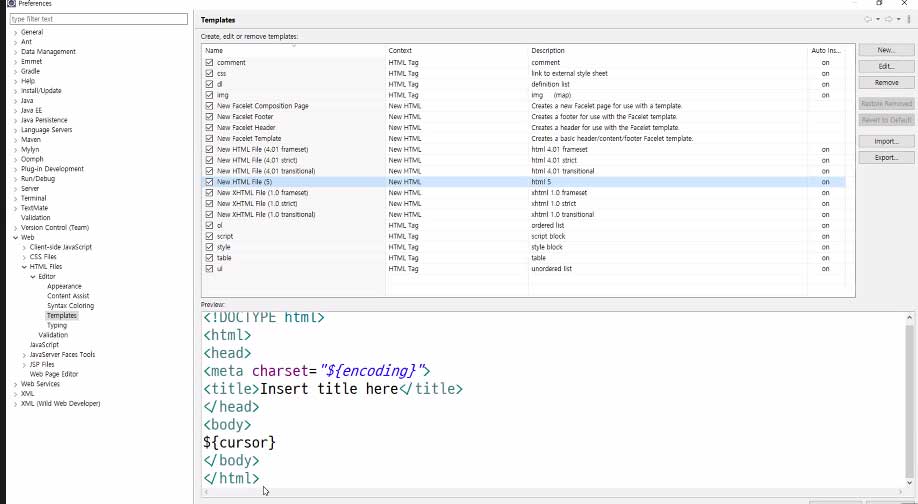 Preferences
type filter text
General
Ant
Data Management
Emmet
Gradle
Help
Install/Update
Java
Java EE
Java Persistence
Language Servers
Maven
Mylyn
Oomph
Plug-in Development
Run/Debug
Server
Terminal
TextMate
Validation
Version Control (Team)
Web
Client-side JavaScript
CSS Files
HTML Files
Editor
Appearance
Content Assist
Syntax Coloring
Templates
Typing
Validation
JavaScript
JavaServer Faces Tools
JSP Files
Web Page Editor
Web Services
XML
XML (Wild Web Developer)
Templates
Create, edit or remove templates:
Name Context Description Auto Ins...
comment HTML Tag comment on
css HTML Tag link to external style sheet on
dl HTML Tag definition list on
img HTML Tag img (map) on
New Facelet Composition Page New HTML Creates a new Facelet page for use with a template.
New Facelet Footer New HTML Creates a footer for use with the Facelet template.
New Facelet Header New HTML Creates a header for use with the Facelet template.
New Facelet Template New HTML Creates a basic header/content/footer Facelet template.
New HTML File (4.01 frameset) New HTML html 4.01 frameset on
New HTML File (4.01 strict) New HTML html 4.01 strict on
New HTML File (4.01 transitional) New HTML html 4.01 transitional on
New HTML File (5) New HTML html 5 on
New XHTML File (1.0 frameset) New HTML xhtml 1.0 frameset on
New XHTML File (1.0 strict) New HTML xhtml 1.0 strict on
New XHTML File (1.0 transitional) New HTML xhtml 1.0 transitional on
ol HTML Tag ordered list on
script HTML Tag script block on
style HTML Tag style block on
table HTML Tag table on
ul HTML Tag unordered list on
New...
Edit...
Remove
Restore Removed
Revert to Default
Import...
Export...
Preview:
<!DOCTYPE html>
<html>
<head>
<meta charset="${encoding}">
<title>Insert title here</title>
</head>
<body>
${cursor}
</body>
</html>